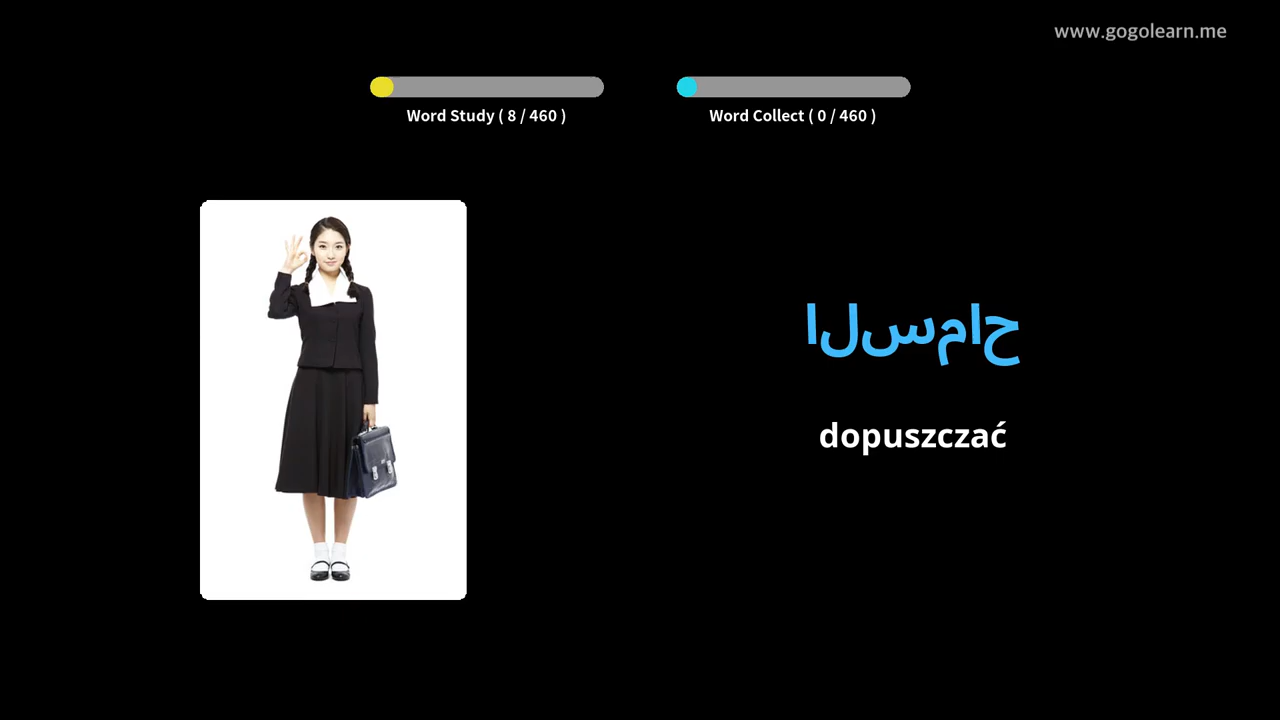 www.gogolearn.me
Word Study ( 8 / 460 )
Word Collect ( 0 / 460 )
السماح
dopuszczać